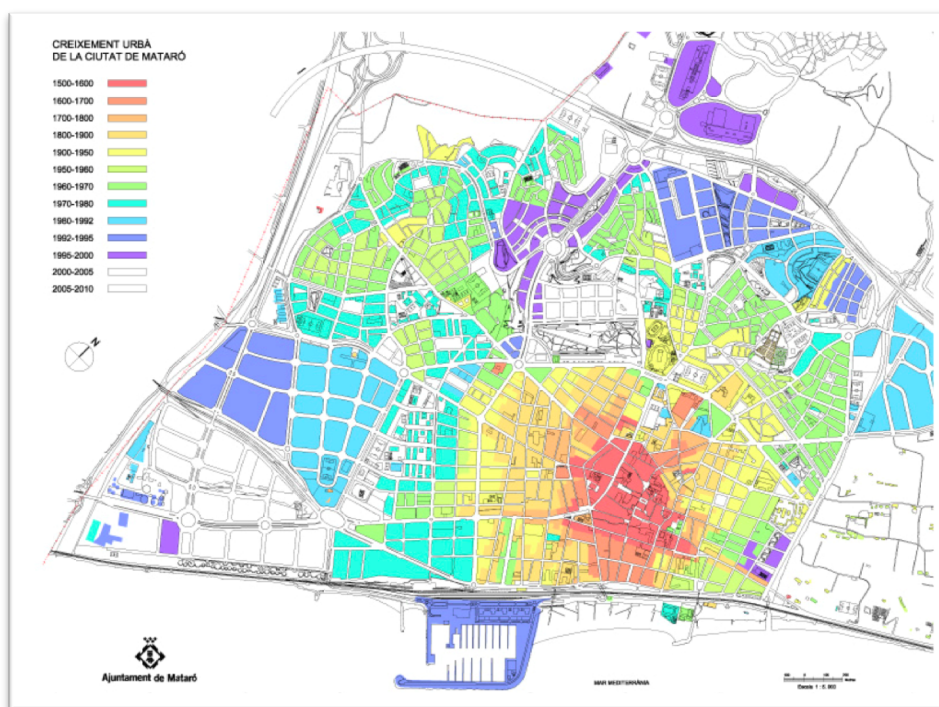 CREIXEMENT URBÀ
DE LA CIUTAT DE MATARÓ
1500-1600
1600-1700
1700-1800
1800-1900
1900-1950
1950-1960
1960-1970
1970-1980
1980-1992
1992-1995
1995-2000
2000-2005
2005-2010
N
Ajuntament de Mataró
MAR MEDITERRÀNIA